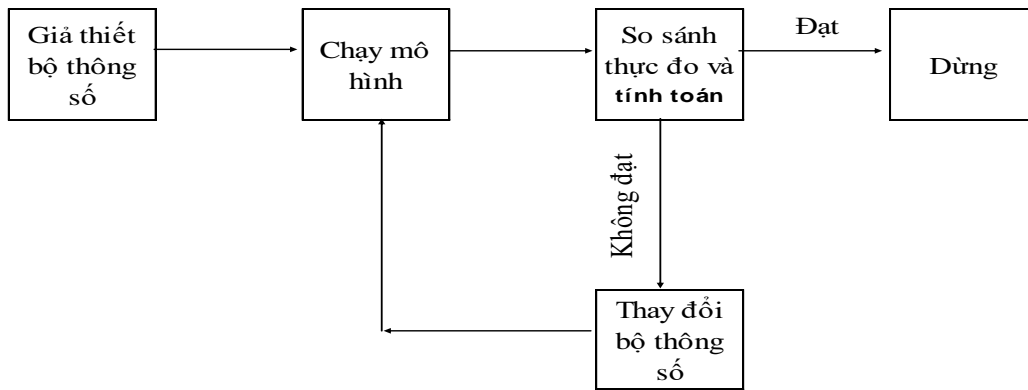 Giả thiết
bộ thông
số
Chạy mô
hình
So sánh
thực đo và
tính toán
Đạt
Dừng
Không đạt
Thay đổi
bộ thông
số